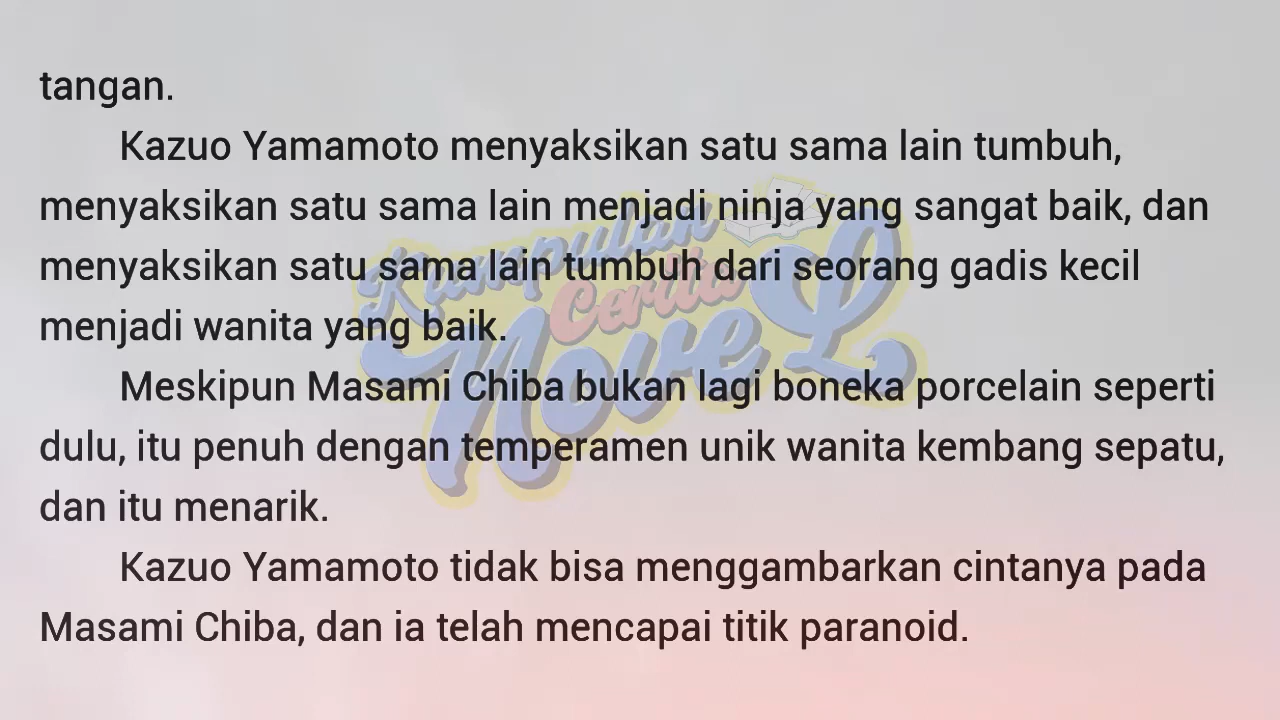 tangan.
Kazuo Yamamoto menyaksikan satu sama lain tumbuh,
menyaksikan satu sama lain menjadi ninja yang sangat baik, dan
menyaksikan satu sama lain tumbuh dari seorang gadis kecil
menjadi wanita yang baik.
Meskipun Masami Chiba bukan lagi boneka porcelain seperti
dulu, itu penuh dengan temperamen unik wanita kembang sepatu,
dan itu menarik.
Kazuo Yamamoto tidak bisa menggambarkan cintanya pada
Masami Chiba, dan ia telah mencapai titik paranoid.
Kumpulan
Cerita
NoveL